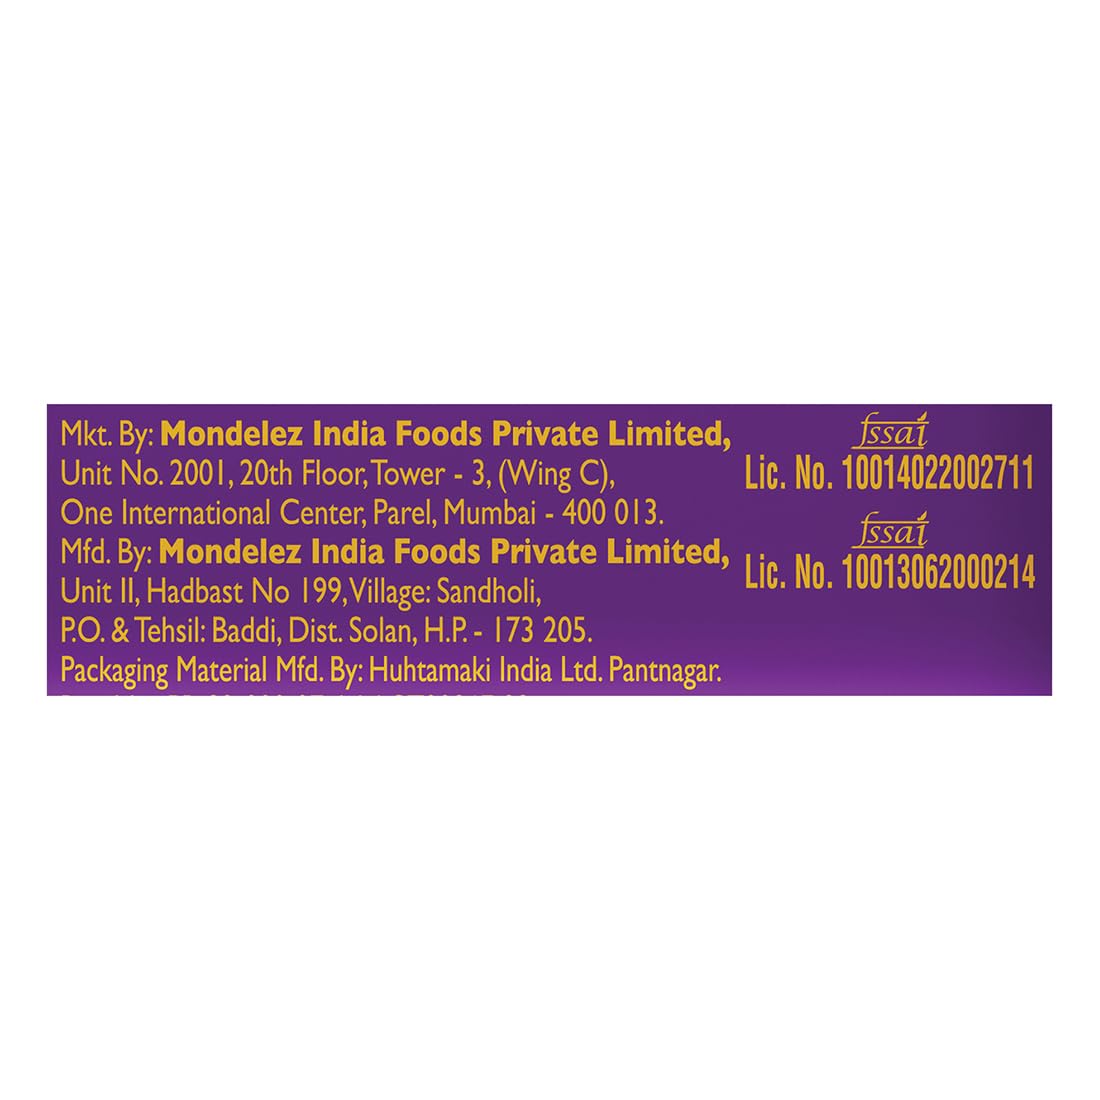 Mkt. By: Mondelez India Foods Private Limited,
Unit No. 2001, 20th Floor, Tower - 3, (Wing C),
One International Center, Parel, Mumbai - 400 013.
Mfd. By: Mondelez India Foods Private Limited,
Unit II, Hadbast No 199, Village: Sandholi,
P.O. & Tehsil: Baddi, Dist. Solan, H.P. - 173 205.
Packaging Material Mfd. By: Huhtamaki India Ltd. Pantnagar.
fssai
Lic. No. 10014022002711
fssai
Lic. No. 10013062000214